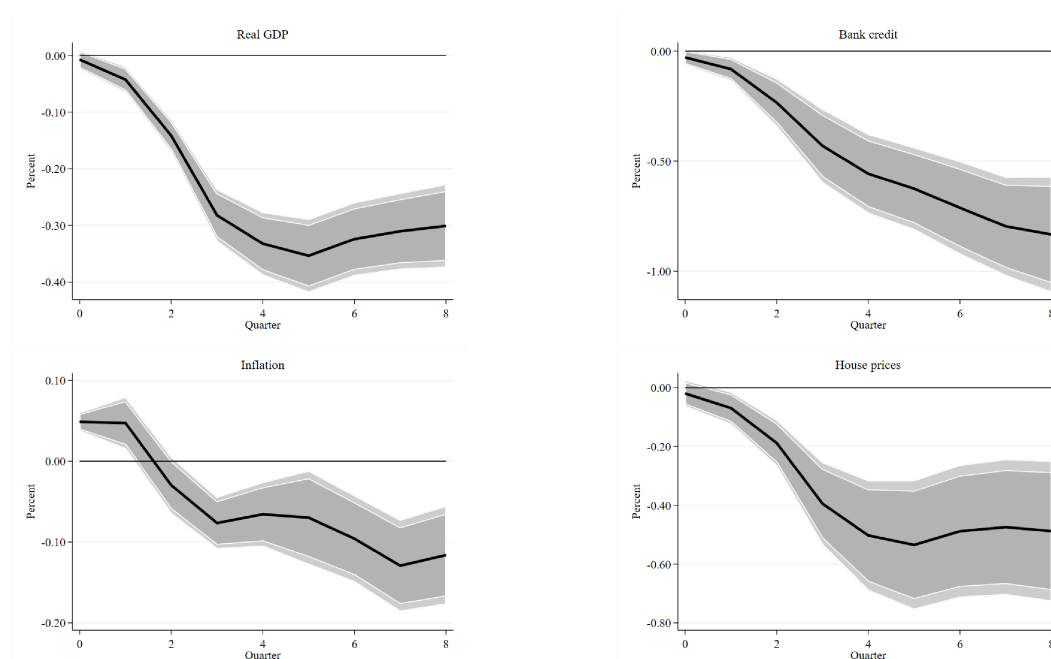 Real GDP
Percent
0.00
-0.10
-0.20
-0.30
-0.40
0 2 4 6 8
Quarter
Bank credit
Percent
0.00
-0.50
-1.00
0 2 4 6 8
Quarter
Inflation
Percent
0.10
0.00
-0.10
-0.20
0 2 4 6 8
Quarter
House prices
Percent
0.00
-0.20
-0.40
-0.60
-0.80
0 2 4 6 8
Quarter